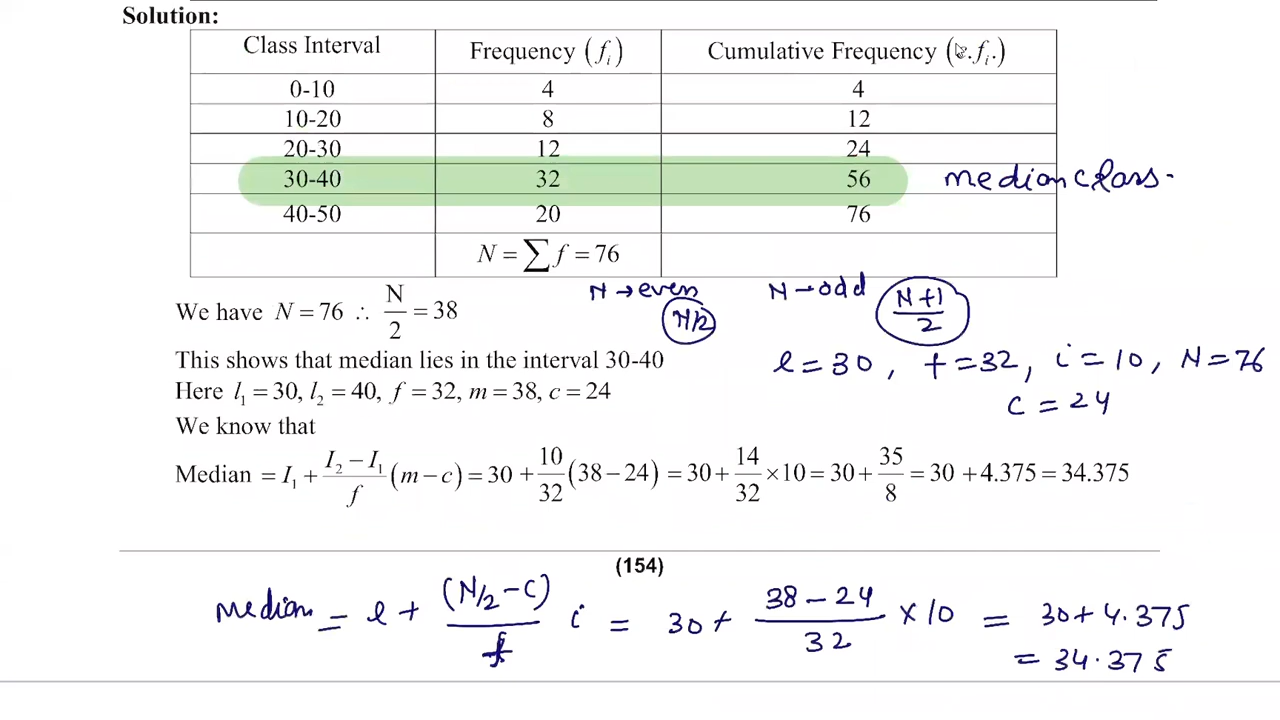 Solution:
Class Interval Frequency (fᵢ) Cumulative Frequency (c.fᵢ.)
0-10 4 4
10-20 8 12
20-30 12 24
30-40 32 56 median class.
40-50 20 76
N = ∑ f = 76
N → even N → odd N+1/2
N/2
We have N = 76 ∴ N/2 = 38
This shows that median lies in the interval 30-40
l = 30, f = 32, i = 10, N = 76
Here l₁ = 30, l₂ = 40, f = 32, m = 38, c = 24
c = 24
We know that
Median = I₁ + I₂ − I₁/f (m − c) = 30 + 10/32 (38 − 24) = 30 + 14/32 × 10 = 30 + 35/8 = 30 + 4.375 = 34.375
(154)
median = l + (N/2 − C)/f i = 30 + 38 − 24/32 × 10 = 30 + 4.375
= 34.375